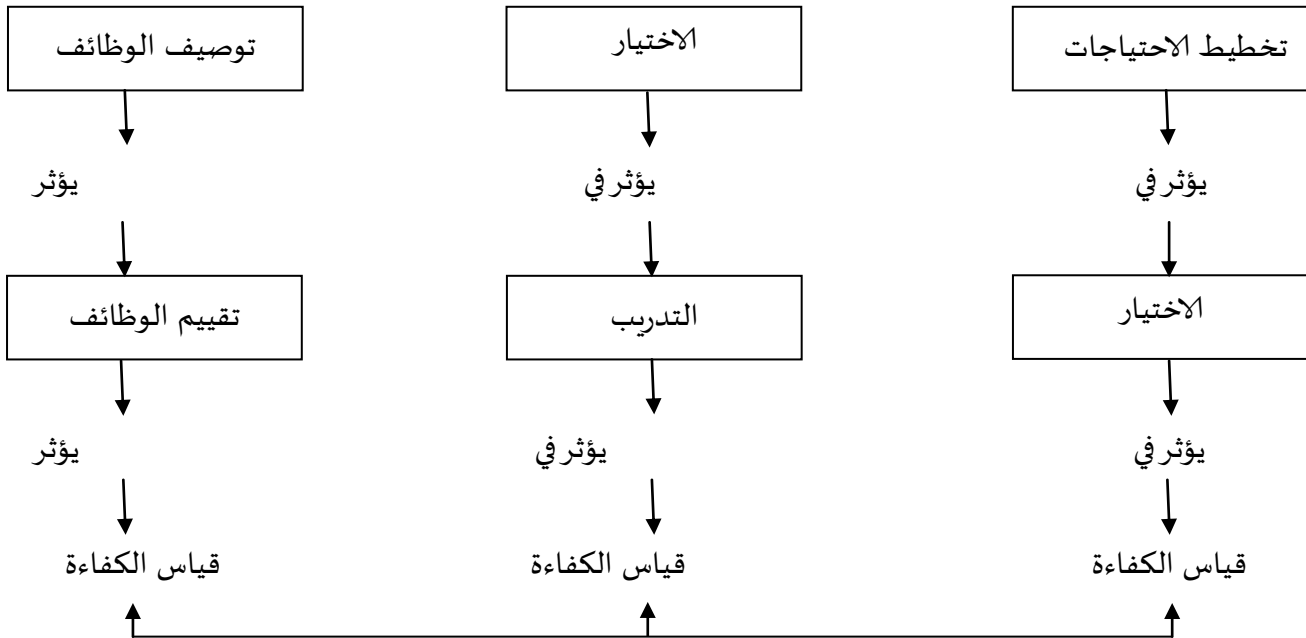 تخطيط الاحتياجات
الاختيار
توصيف الوظائف
يؤثر في
يؤثر في
يؤثر
الاختيار
التدريب
تقييم الوظائف
يؤثر في
يؤثر في
يؤثر
قياس الكفاءة
قياس الكفاءة
قياس الكفاءة